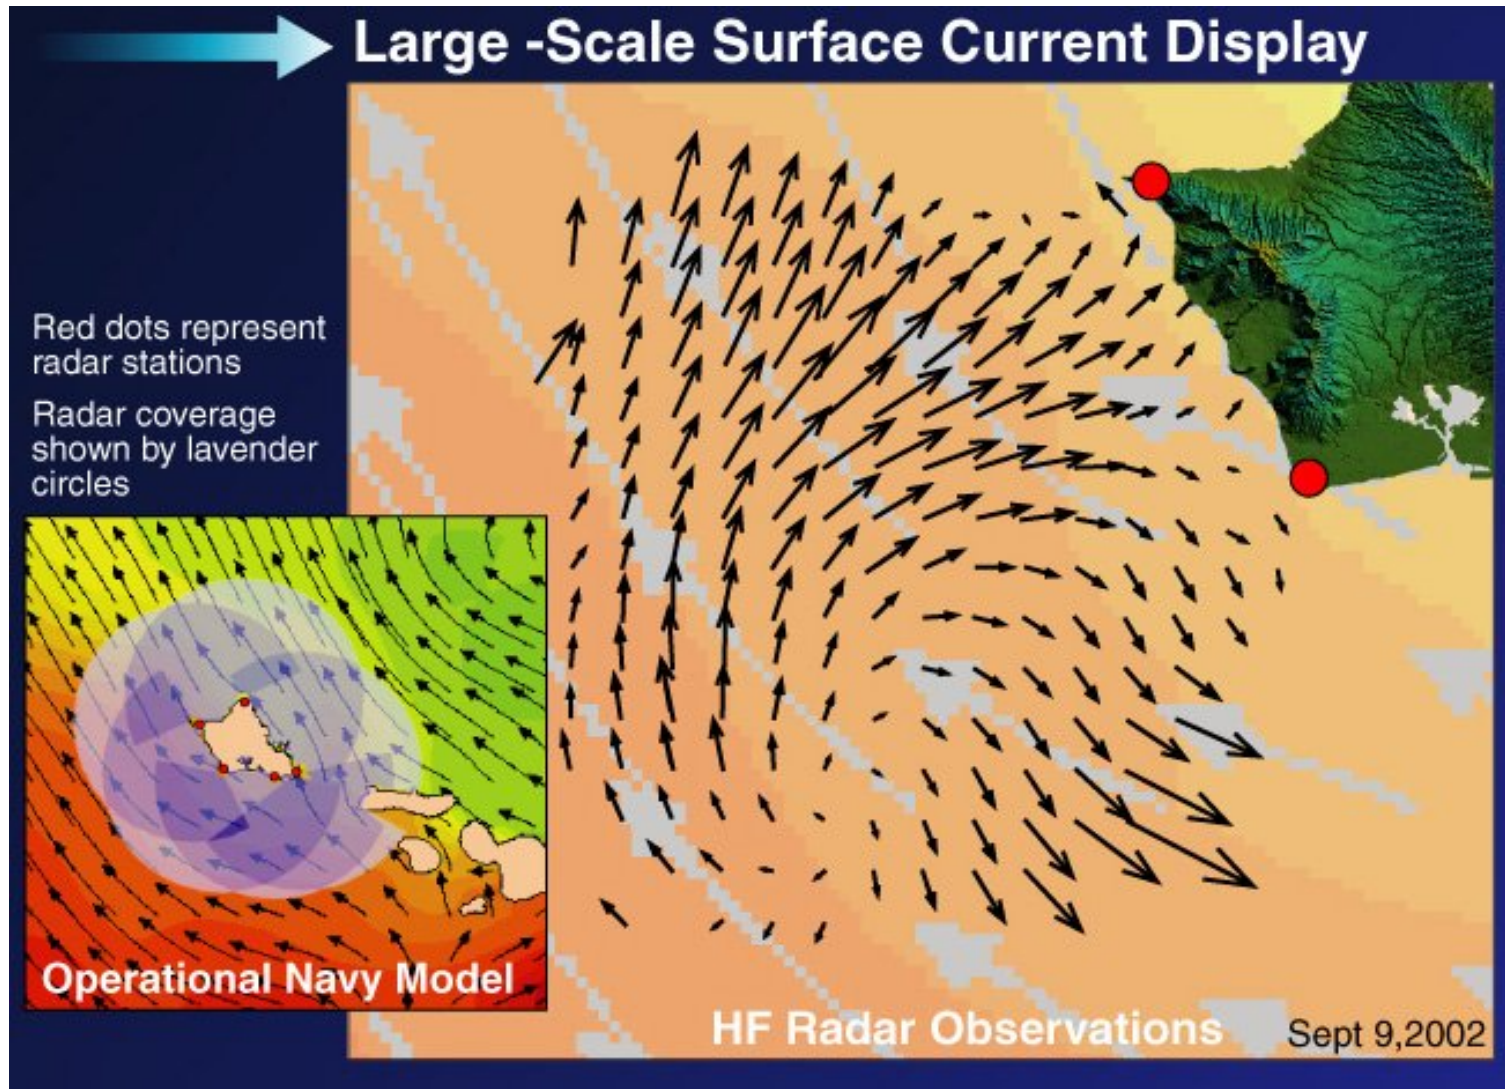 Large -Scale Surface Current Display
Red dots represent
radar stations
Radar coverage
shown by lavender
circles
Operational Navy Model
HF Radar Observations
Sept 9,2002